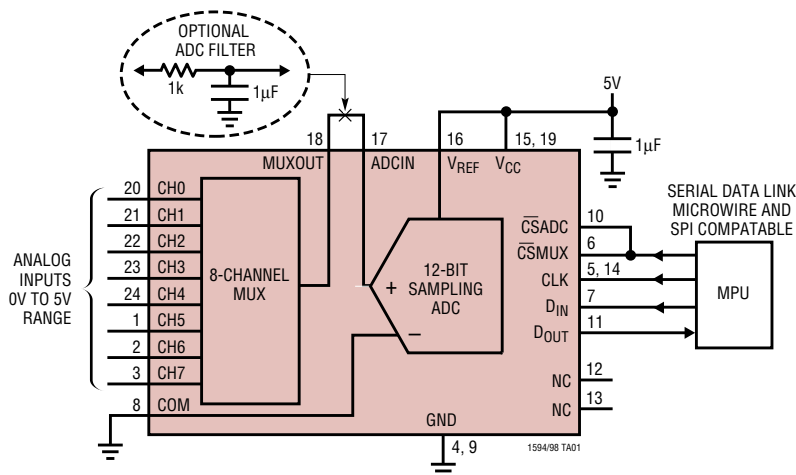 OPTIONAL
ADC FILTER
1k
1µF
5V
18
17
16
15, 19
1µF
MUXOUT
ADCIN
VREF
VCC
SERIAL DATA LINK
MICROWIRE AND
SPI COMPATABLE
20 CH0
21 CH1
22 CH2
23 CH3
24 CH4
1 CH5
2 CH6
3 CH7
8 COM
ANALOG
INPUTS
0V TO 5V
RANGE
8-CHANNEL
MUX
+
12-BIT
SAMPLING
ADC
–
CSADC 10
CSMUX 6
CLK 5, 14
DIN 7
DOUT 11
NC 12
NC 13
MPU
GND
4, 9
1594/98 TA01